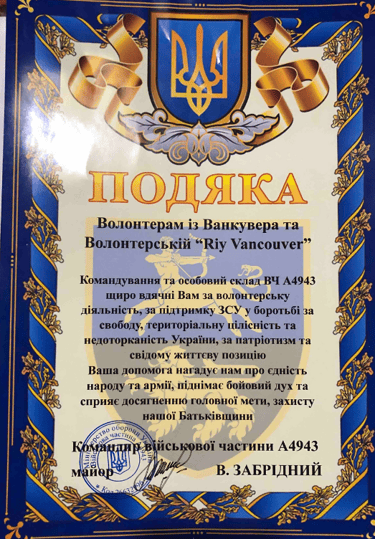 ПОДЯКА
Волонтерам із Ванкувера та
Волонтерській “Riy Vancouver”
Командування та особовий склад ВЧ А4943
щиро вдячні Вам за волонтерську
діяльність, за підтримку ЗСУ у боротьбі за
свободу, територіальну цілісність та
недоторканість України, за патріотизм та
свідому життєву позицію
Ваша допомога нагадує нам про єдність
народу та армії, піднімає бойовий дух та
сприяє досягненню головної мети, захисту
нашої Батьківщини
Командир військової частини А4943
майор В. ЗАБРІДНИЙ